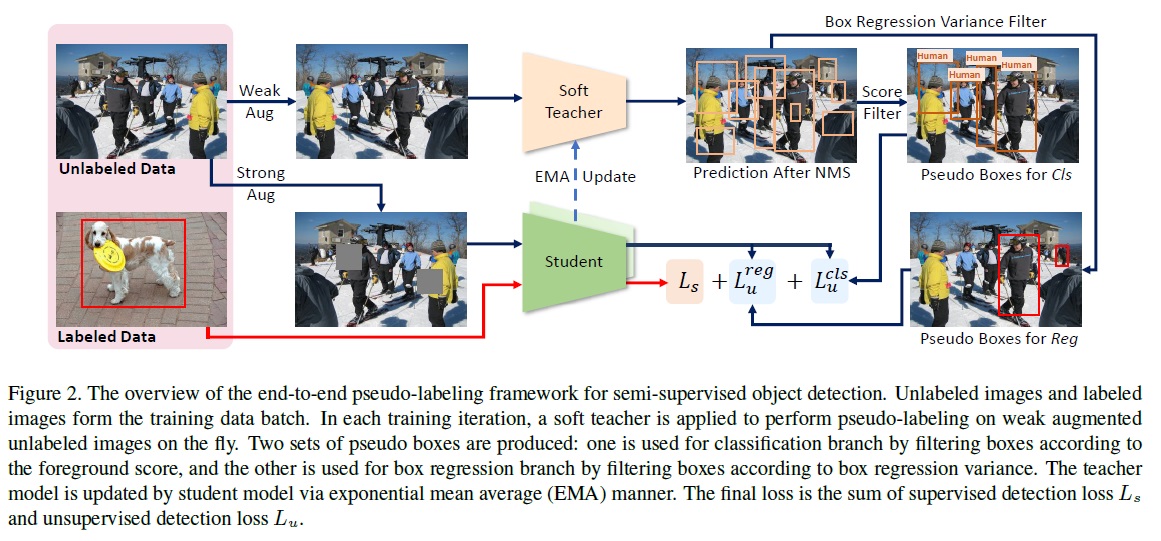 Box Regression Variance Filter
Weak
Aug
Soft
Teacher
Score
Filter
Human
Human
Human
Human
Unlabeled Data
Strong
Aug
EMA Update
Prediction After NMS
Pseudo Boxes for Cls
Student
L_s + L_u^{reg} + L_u^{cls}
Labeled Data
Pseudo Boxes for Reg
Figure 2. The overview of the end-to-end pseudo-labeling framework for semi-supervised object detection. Unlabeled images and labeled
images form the training data batch. In each training iteration, a soft teacher is applied to perform pseudo-labeling on weak augmented
unlabeled images on the fly. Two sets of pseudo boxes are produced: one is used for classification branch by filtering boxes according to
the foreground score, and the other is used for box regression branch by filtering boxes according to box regression variance. The teacher
model is updated by student model via exponential mean average (EMA) manner. The final loss is the sum of supervised detection loss L_s
and unsupervised detection loss L_u.